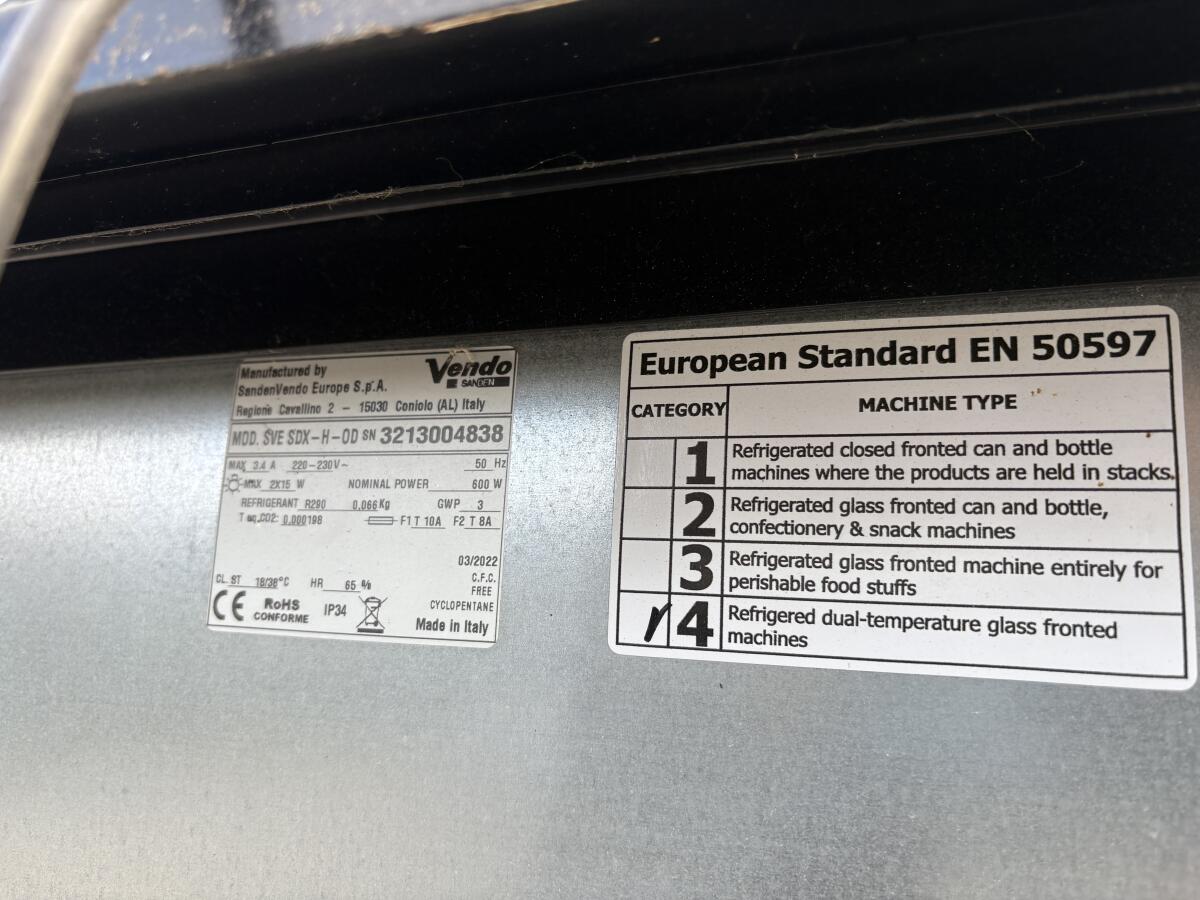 Manufactured by
SandenVendo Europe S.p.A.
Regione Cavallino 2 - 15030 Coniolo (AL) Italy
Vendo
SANDEN
MOD. SVE SDX-H-OD SN 3213004838
MAX 3.4 A 220-230V~ 50 Hz
MAX 2X15 W NOMINAL POWER 600 W
REFRIGERANT R290 0.066 Kg GWP 3
T eq.CO2: 0.000198 F1 T 10A F2 T 8A
03/2022
CL. ST 18/38°C HR 65 %
C.F.C.
FREE
CYCLOPENTANE
CE RoHS
CONFORME
IP34
Made in Italy
European Standard EN 50597
CATEGORY MACHINE TYPE
1 Refrigerated closed fronted can and bottle
machines where the products are held in stacks.
2 Refrigerated glass fronted can and bottle,
confectionery & snack machines
3 Refrigerated glass fronted machine entirely for
perishable food stuffs
4 Refrigered dual-temperature glass fronted
machines